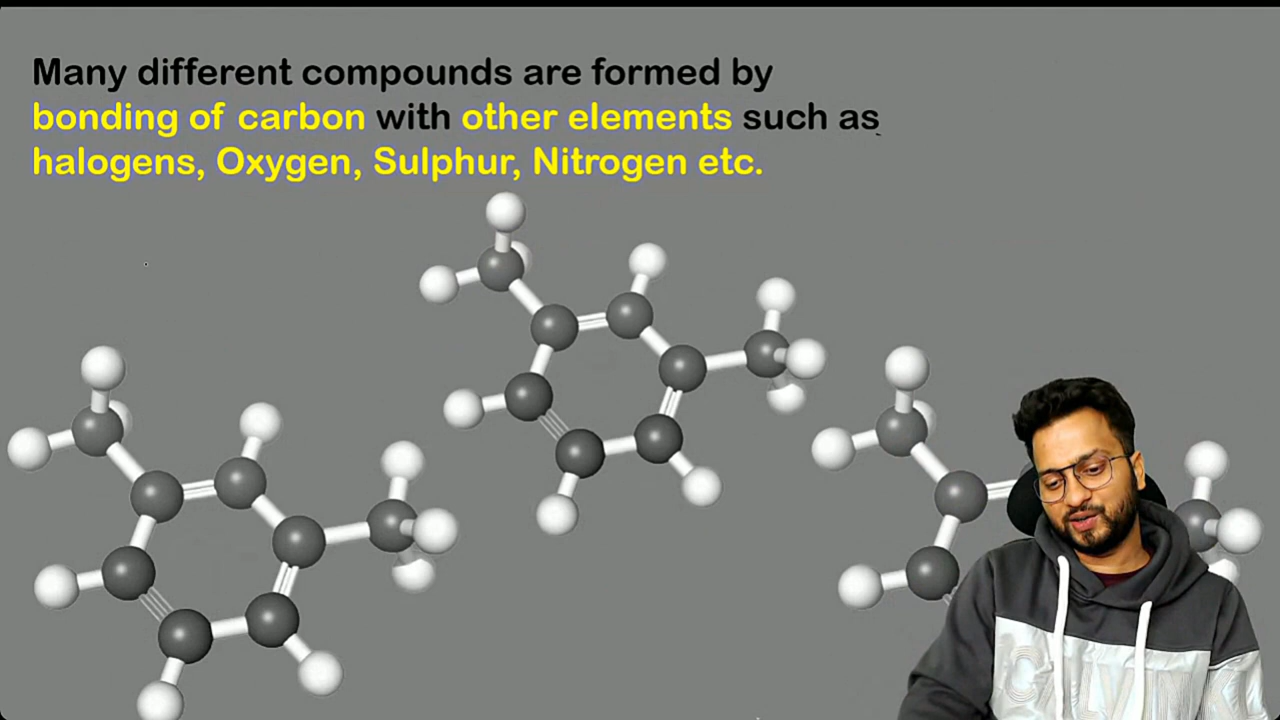 Many different compounds are formed by
bonding of carbon with other elements such as
halogens, Oxygen, Sulphur, Nitrogen etc.